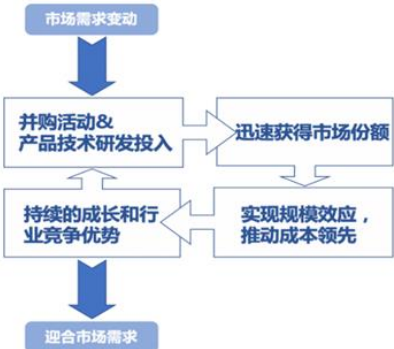 市场需求变动
并购活动&
产品技术研发投入
迅速获得市场份额
持续的成长和行
业竞争优势
实现规模效应，
推动成本领先
迎合市场需求